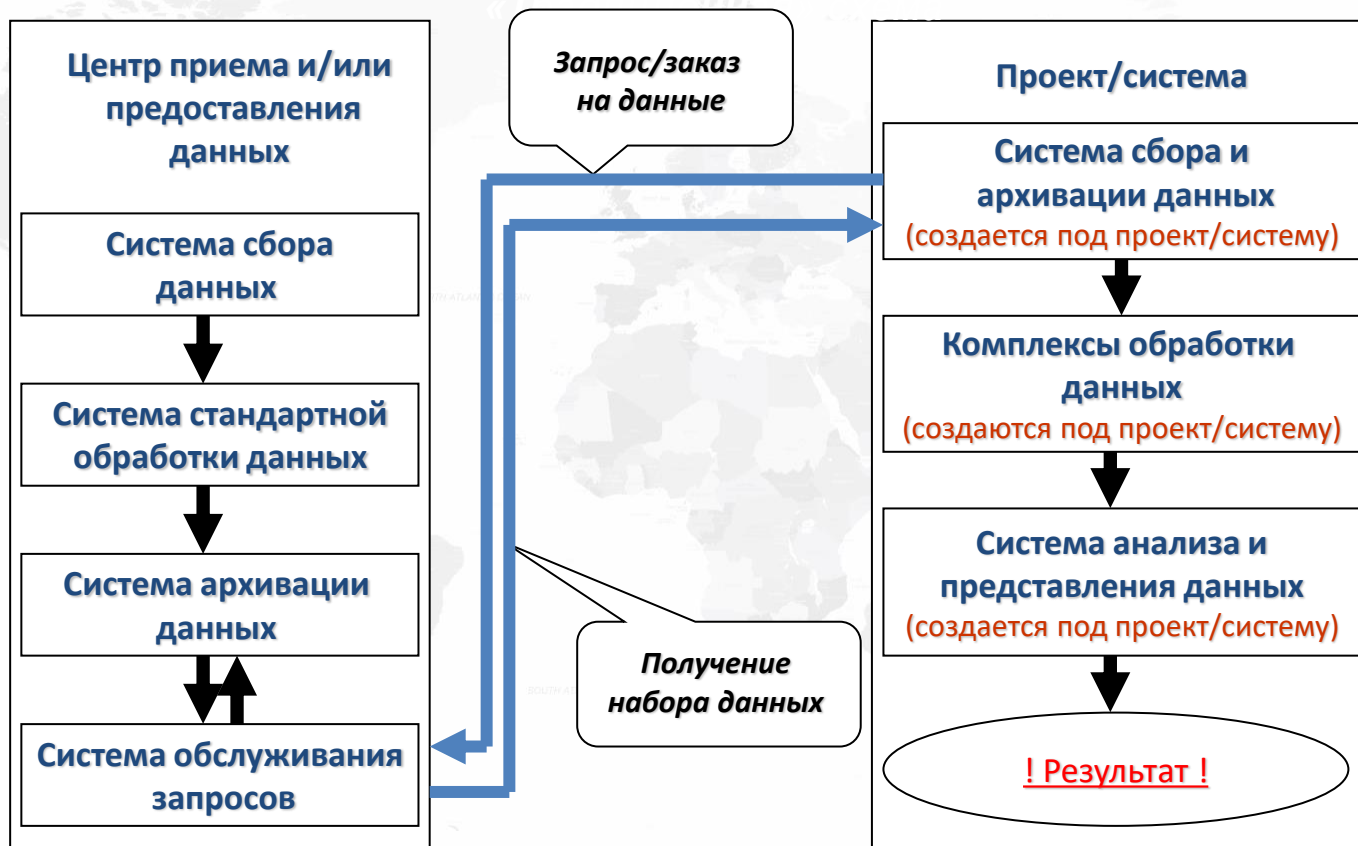 Центр приема и/или
предоставления
данных
Система сбора
данных
Система стандартной
обработки данных
Система архивации
данных
Система обслуживания
запросов
Запрос/заказ
на данные
Получение
набора данных
Проект/система
Система сбора и
архивации данных
(создается под проект/систему)
Комплексы обработки
данных
(создаются под проект/систему)
Система анализа и
представления данных
(создается под проект/систему)
! Результат !